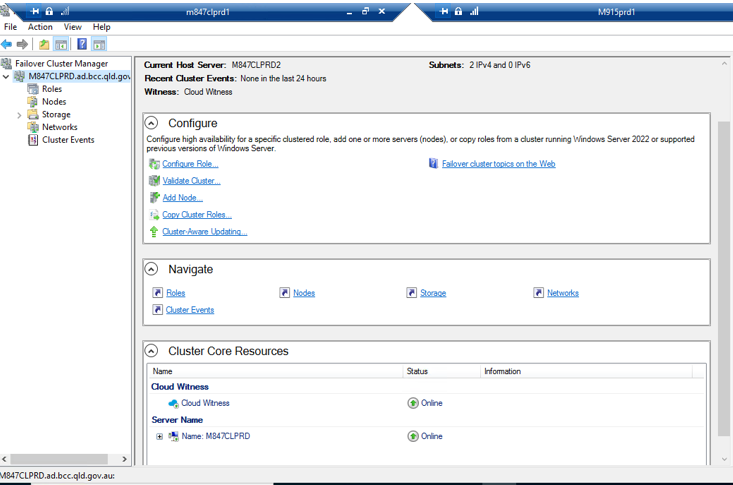 m847clprd1
M915prd1
File Action View Help
Failover Cluster Manager
M847CLPRD.ad.bcc.qld.gov
Roles
Nodes
Storage
Networks
Cluster Events
Current Host Server: M847CLPRD2
Subnets: 2 IPv4 and 0 IPv6
Recent Cluster Events: None in the last 24 hours
Witness: Cloud Witness
Configure
Configure high availability for a specific clustered role, add one or more servers (nodes), or copy roles from a cluster running Windows Server 2022 or supported
previous versions of Windows Server.
Configure Role...
Failover cluster topics on the Web
Validate Cluster...
Add Node...
Copy Cluster Roles...
Cluster-Aware Updating...
Navigate
Roles
Nodes
Storage
Networks
Cluster Events
Cluster Core Resources
Name Status Information
Cloud Witness
Cloud Witness Online
Server Name
Name: M847CLPRD Online
M847CLPRD.ad.bcc.qld.gov.au: